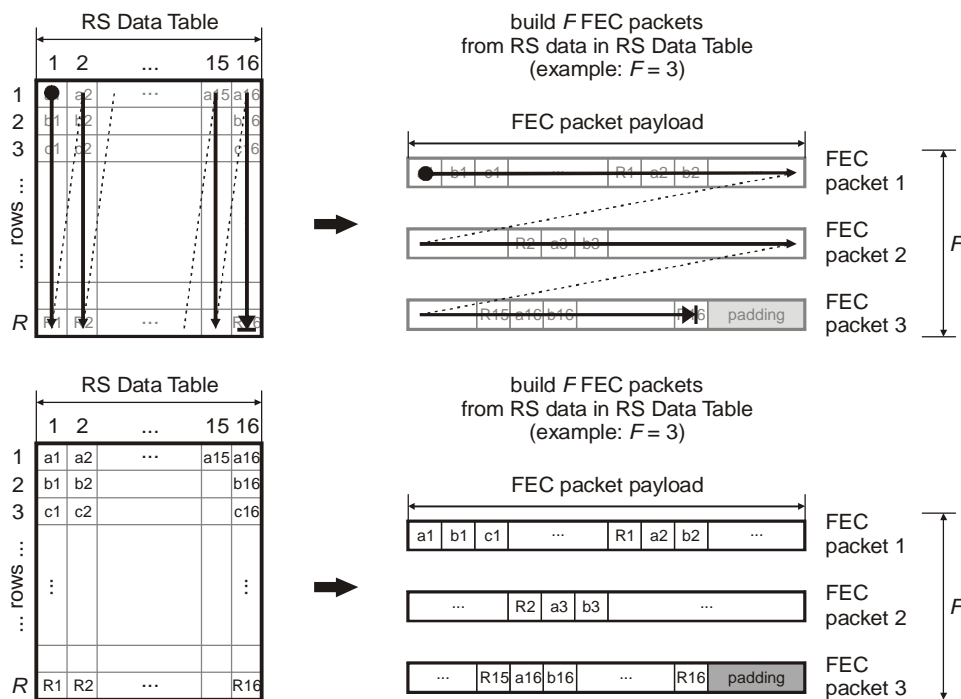 RS Data Table
1 2 ... 15 16
1 a2 ... a15 a16
2 b1 b2 b16
3 c1 c2 c16
... rows ...
R R1 R2 ... R16
build F FEC packets
from RS data in RS Data Table
(example: F = 3)
FEC packet payload
b1 c1 ... R1 a2 b2
FEC
packet 1
R2 a3 b3
FEC
packet 2
F
R15 a16 b16 R16 padding
FEC
packet 3
RS Data Table
1 2 ... 15 16
1 a1 a2 ... a15 a16
2 b1 b2 b16
3 c1 c2 c16
... rows ...
... ...
R R1 R2 ... R16
build F FEC packets
from RS data in RS Data Table
(example: F = 3)
FEC packet payload
a1 b1 c1 ... R1 a2 b2 ...
FEC
packet 1
... R2 a3 b3 ...
FEC
packet 2
F
... R15 a16 b16 ... R16 padding
FEC
packet 3